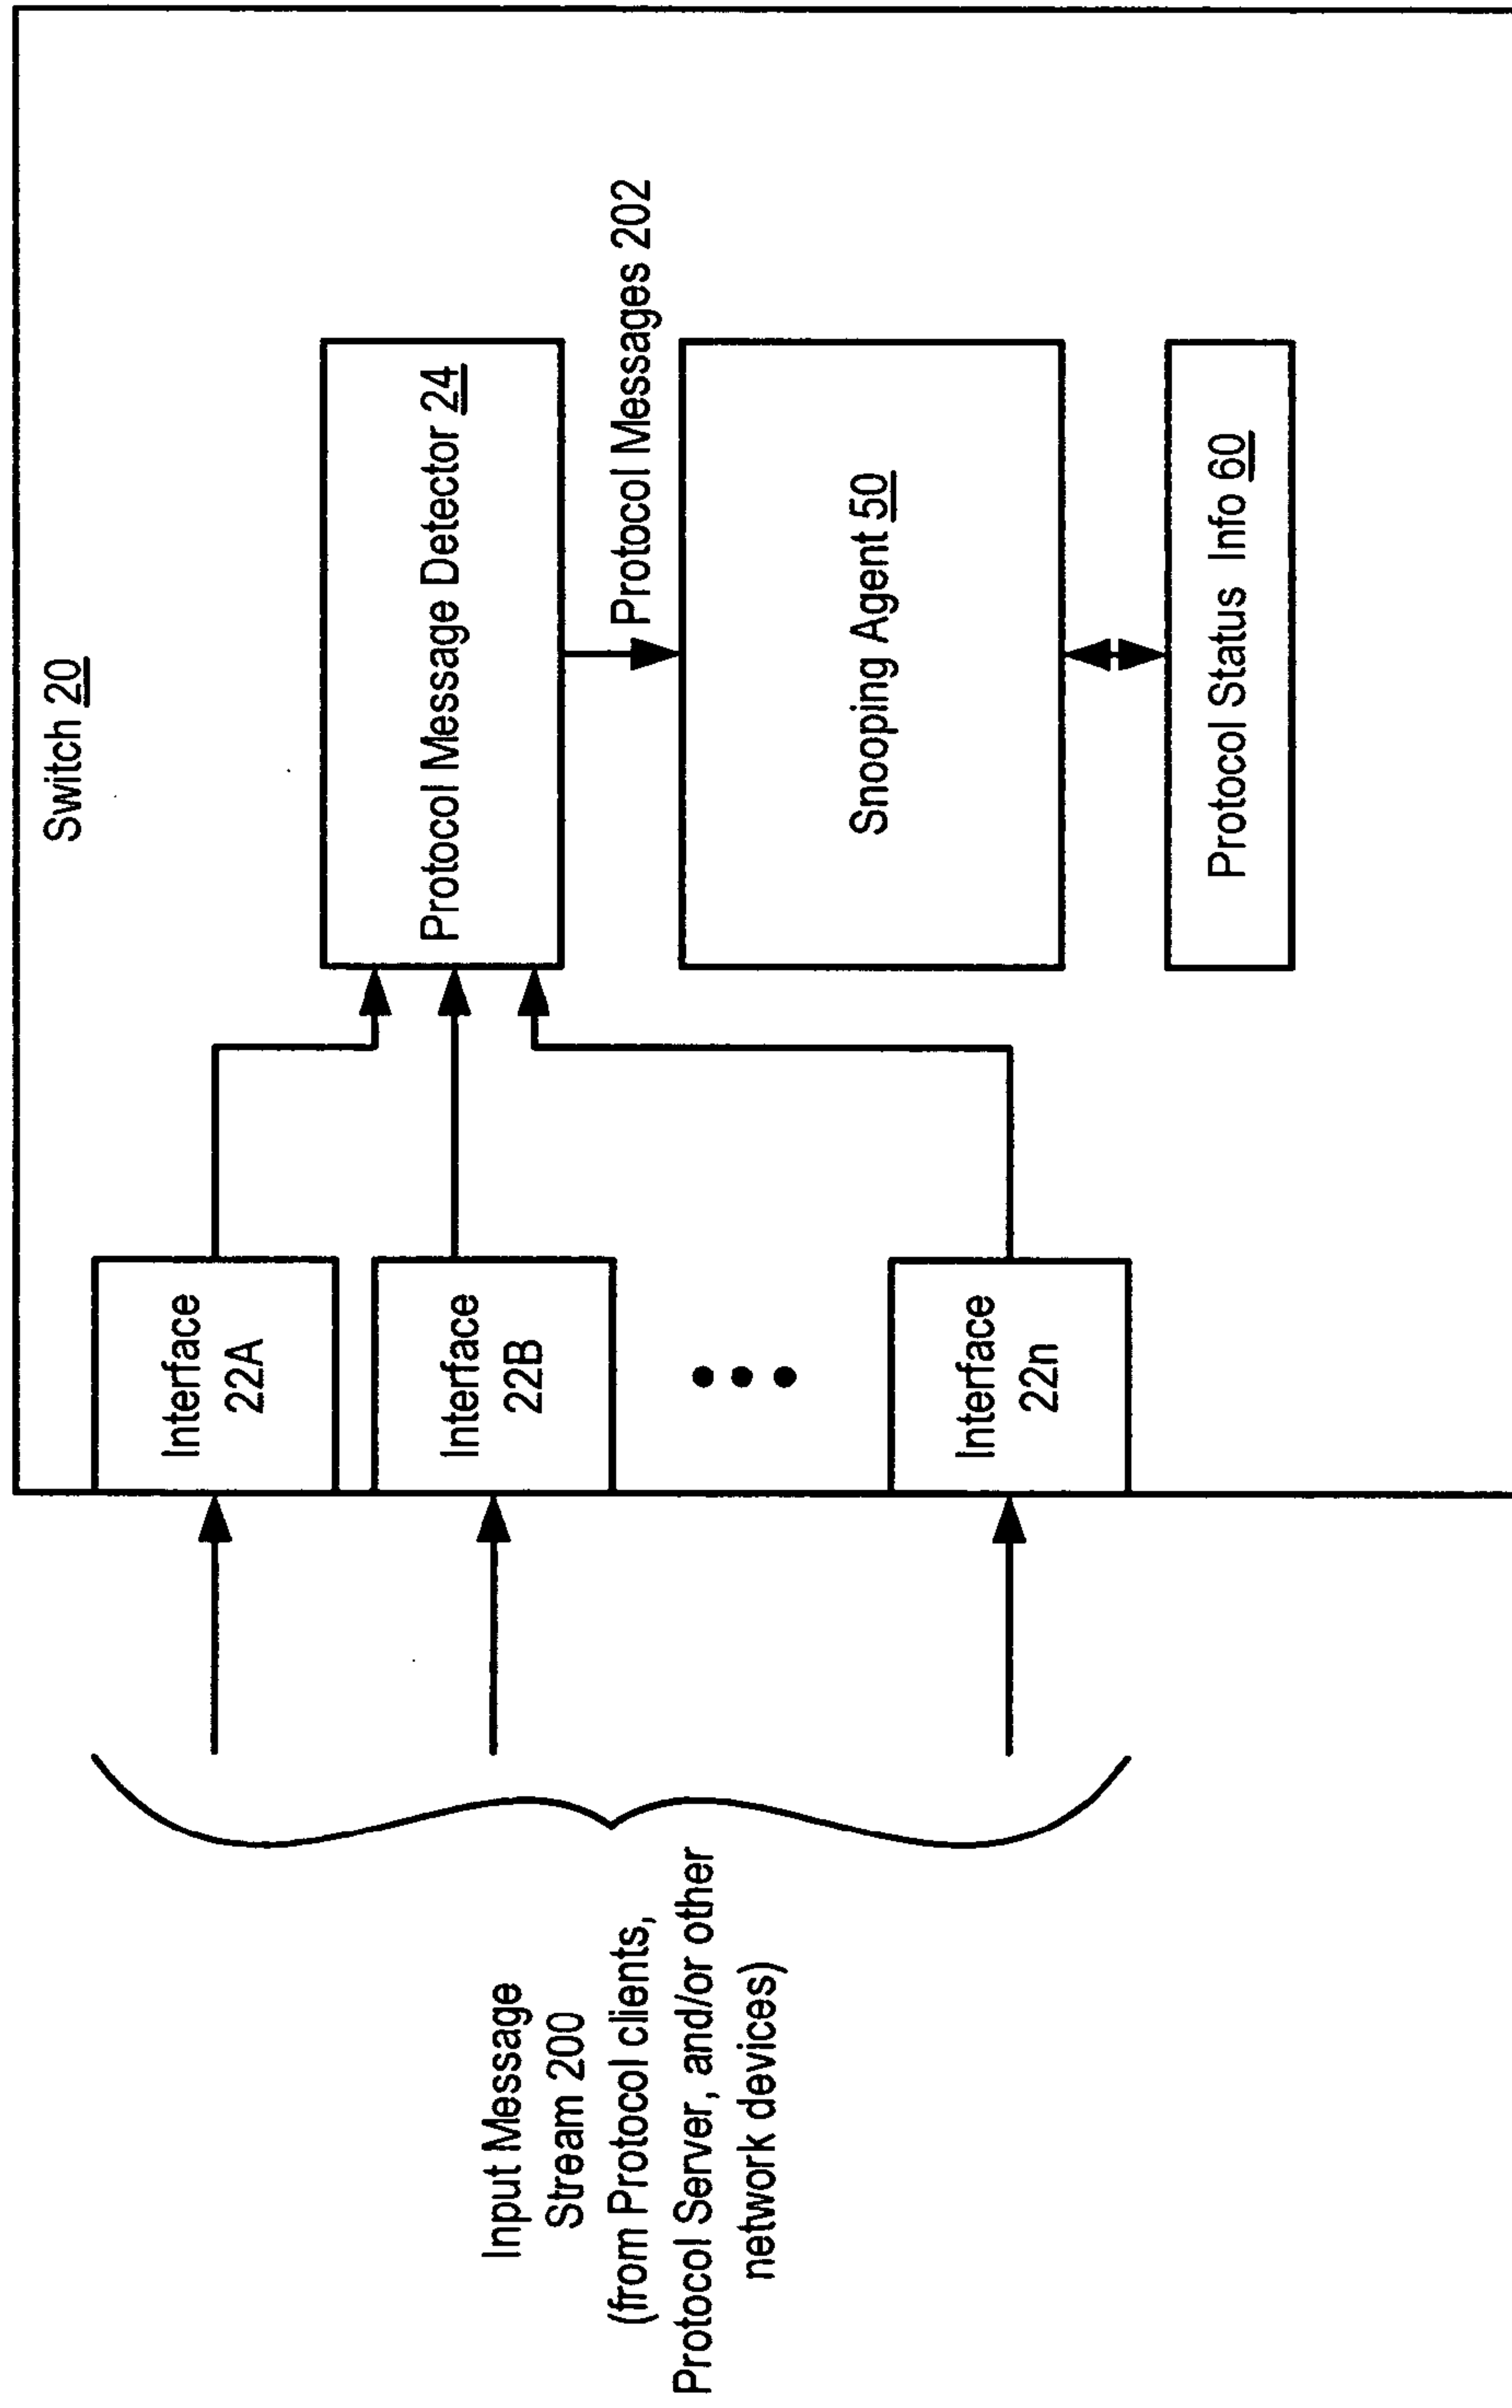 Switch 20
Input Message
Stream 200
(from Protocol clients,
Protocol Server, and/or other
network devices)
Interface
22A
Interface
22B
Interface
22n
Protocol Message Detector 24
Protocol Messages 202
Snooping Agent 50
Protocol Status Info 60